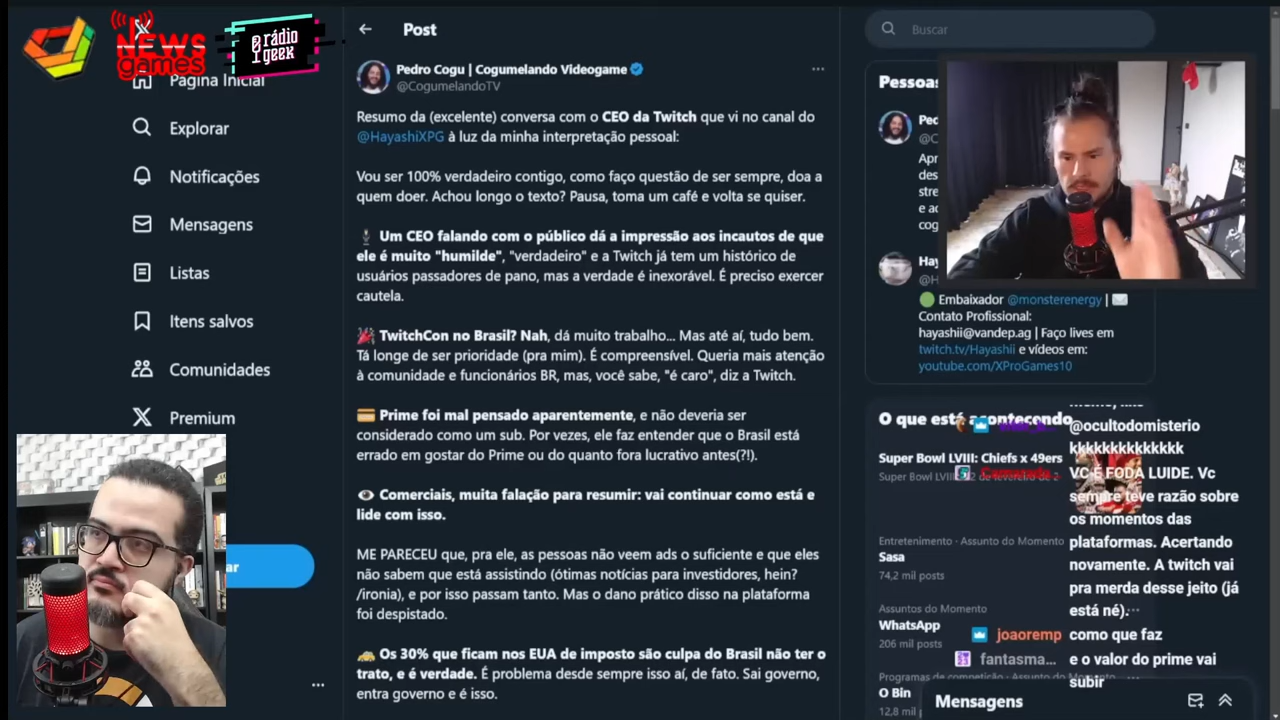 NEWS
games
rádio
geek
Página Inicial
Explorar
Notificações
Mensagens
Listas
Itens salvos
Comunidades
Premium
ar
Post
Pedro Cogu | Cogumelando Videogame
@CogumelandoTV
Resumo da (excelente) conversa com o CEO da Twitch que vi no canal do
@HayashiXPG à luz da minha interpretação pessoal:
Vou ser 100% verdadeiro contigo, como faço questão de ser sempre, doa a
quem doer. Achou longo o texto? Pausa, toma um café e volta se quiser.
Um CEO falando com o público dá a impressão aos incautos de que
ele é muito "humilde", "verdadeiro" e a Twitch já tem um histórico de
usuários passadores de pano, mas a verdade é inexorável. É preciso exercer
cautela.
TwitchCon no Brasil? Nah, dá muito trabalho... Mas até aí, tudo bem.
Tá longe de ser prioridade (pra mim). É compreensível. Queria mais atenção
à comunidade e funcionários BR, mas, você sabe, "é caro", diz a Twitch.
Prime foi mal pensado aparentemente, e não deveria ser
considerado como um sub. Por vezes, ele faz entender que o Brasil está
errado em gostar do Prime ou do quanto fora lucrativo antes(?!).
Comerciais, muita falação para resumir: vai continuar como está e
lide com isso.
ME PARECEU que, pra ele, as pessoas não veem ads o suficiente e que eles
não sabem que está assistindo (ótimas notícias para investidores, hein?
/ironia), e por isso passam tanto. Mas o dano prático disso na plataforma
foi despistado.
Os 30% que ficam nos EUA de imposto são culpa do Brasil não ter o
trato, e é verdade. É problema desde sempre isso aí, de fato. Sai governo,
entra governo e é isso.
Buscar
Pessoas
Ped
@C
Apr
des
stre
e ac
cog
Hay
@H
Embaixador @monsterenergy |
Contato Profissional:
hayashii@vandep.ag | Faço lives em
twitch.tv/Hayashii e vídeos em:
youtube.com/XProGames10
O que está acontecendo
Super Bowl LVIII: Chiefs x 49ers
Entretenimento · Assunto do Momento
Sasa
74,2 mil posts
Assuntos do Momento
WhatsApp
206 mil posts
Programas de competição · Assunto do Momento
O Bin
12,8 mil posts
@ocultodomisterio
kkkkkkkkkkkkkk
VC É FODA LUIDE. Vc
sempre teve razão sobre
os momentos das
plataformas. Acertando
novamente. A twitch vai
pra merda desse jeito (já
está né).
joaoremp como que faz
fantasma... e o valor do prime vai
subir
Mensagens